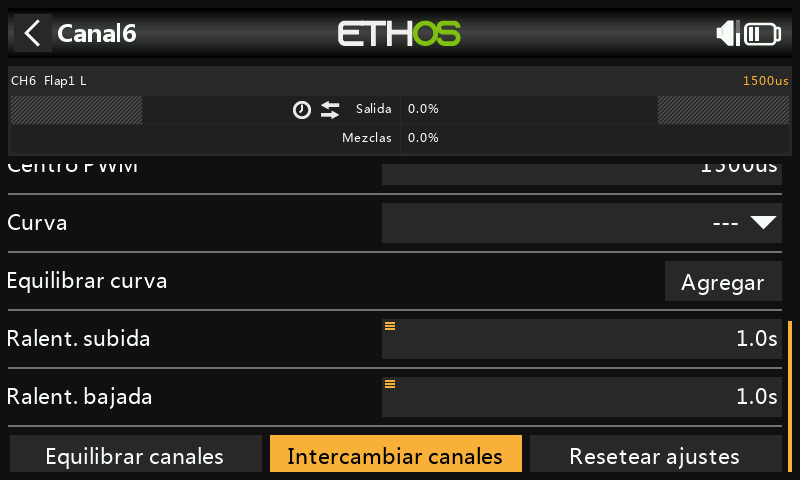 Canal6
ETHOS
CH6 Flap1 L
1500us
Salida 0.0%
Mezclas 0.0%
Centro PWM 1500us
Curva ---
Equilibrar curva Agregar
Ralent. subida 1.0s
Ralent. bajada 1.0s
Equilibrar canales Intercambiar canales Resetear ajustes